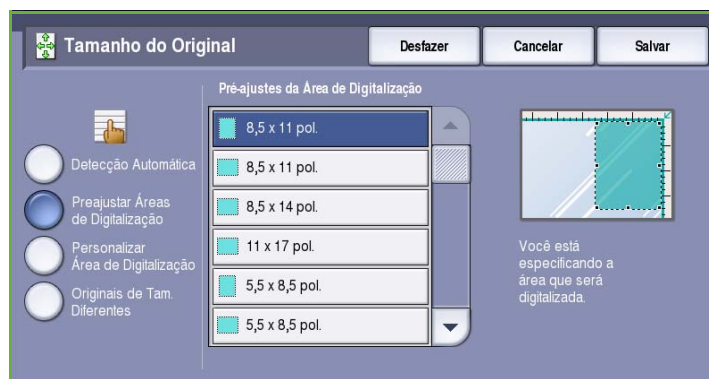 Tamanho do Original
Desfazer
Cancelar
Salvar
Pré-ajustes da Área de Digitalização
Detecção Automática
Preajustar Áreas
de Digitalização
Personalizar
Área de Digitalização
Originais de Tam.
Diferentes
8,5 x 11 pol.
8,5 x 11 pol.
8,5 x 14 pol.
11 x 17 pol.
5,5 x 8,5 pol.
5,5 x 8,5 pol.
Você está
especificando a
área que será
digitalizada.